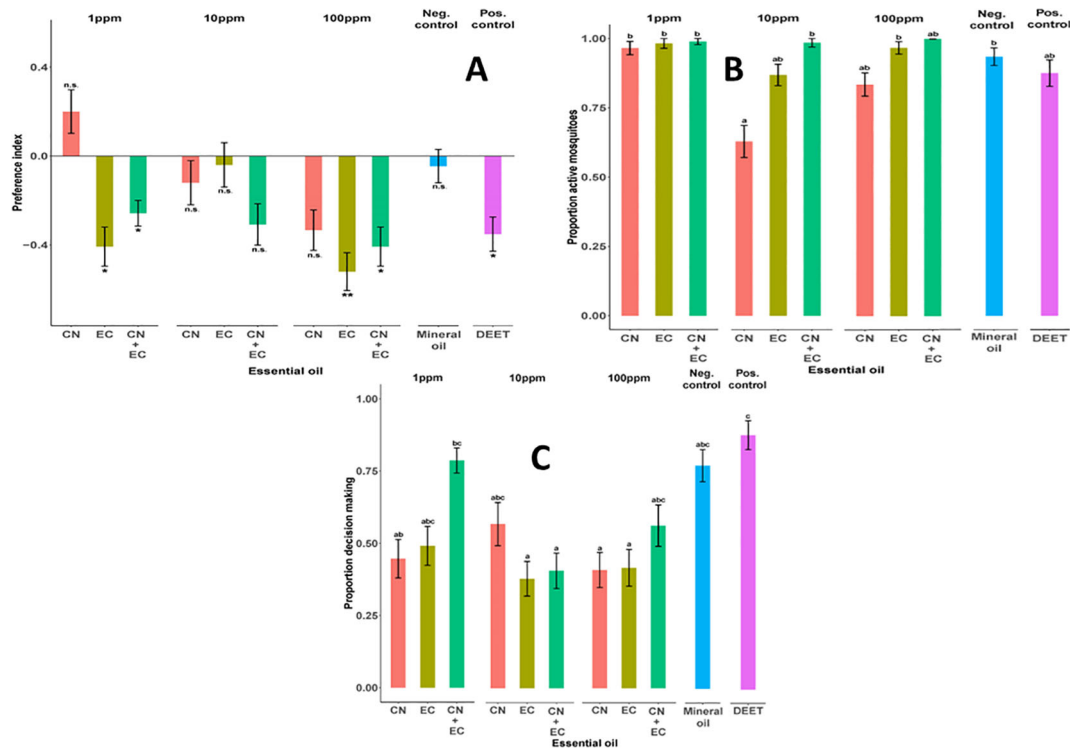 1ppm 10ppm 100ppm Neg. control Pos. control
A
Preference index
0.4
0.0
−0.4
n.s. * * n.s. n.s. n.s. n.s. ** * n.s. *
CN EC CN + EC CN EC CN + EC CN EC CN + EC Mineral oil DEET
Essential oil
1ppm 10ppm 100ppm Neg. control Pos. control
B
Proportion active mosquitoes
1.00
0.75
0.50
0.25
0.00
b b b a ab b ab b ab b ab
CN EC CN + EC CN EC CN + EC CN EC CN + EC Mineral oil DEET
Essential oil
1ppm 10ppm 100ppm Neg. control Pos. control
C
Proportion decision making
1.00
0.75
0.50
0.25
0.00
ab abc bc abc a a a a abc abc c
CN EC CN + EC CN EC CN + EC CN EC CN + EC Mineral oil DEET
Essential oil